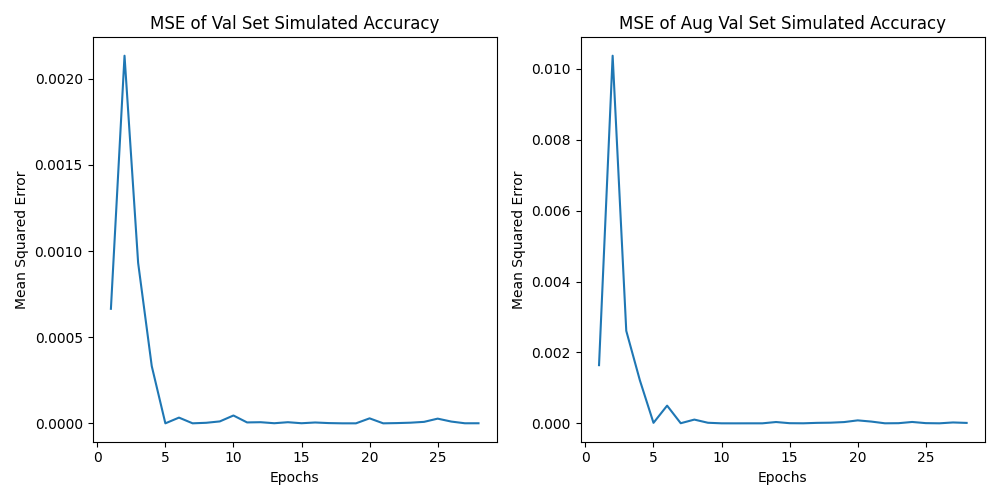 MSE of Val Set Simulated Accuracy
Mean Squared Error
0.0020
0.0015
0.0010
0.0005
0.0000
0 5 10 15 20 25
Epochs
MSE of Aug Val Set Simulated Accuracy
Mean Squared Error
0.010
0.008
0.006
0.004
0.002
0.000
0 5 10 15 20 25
Epochs